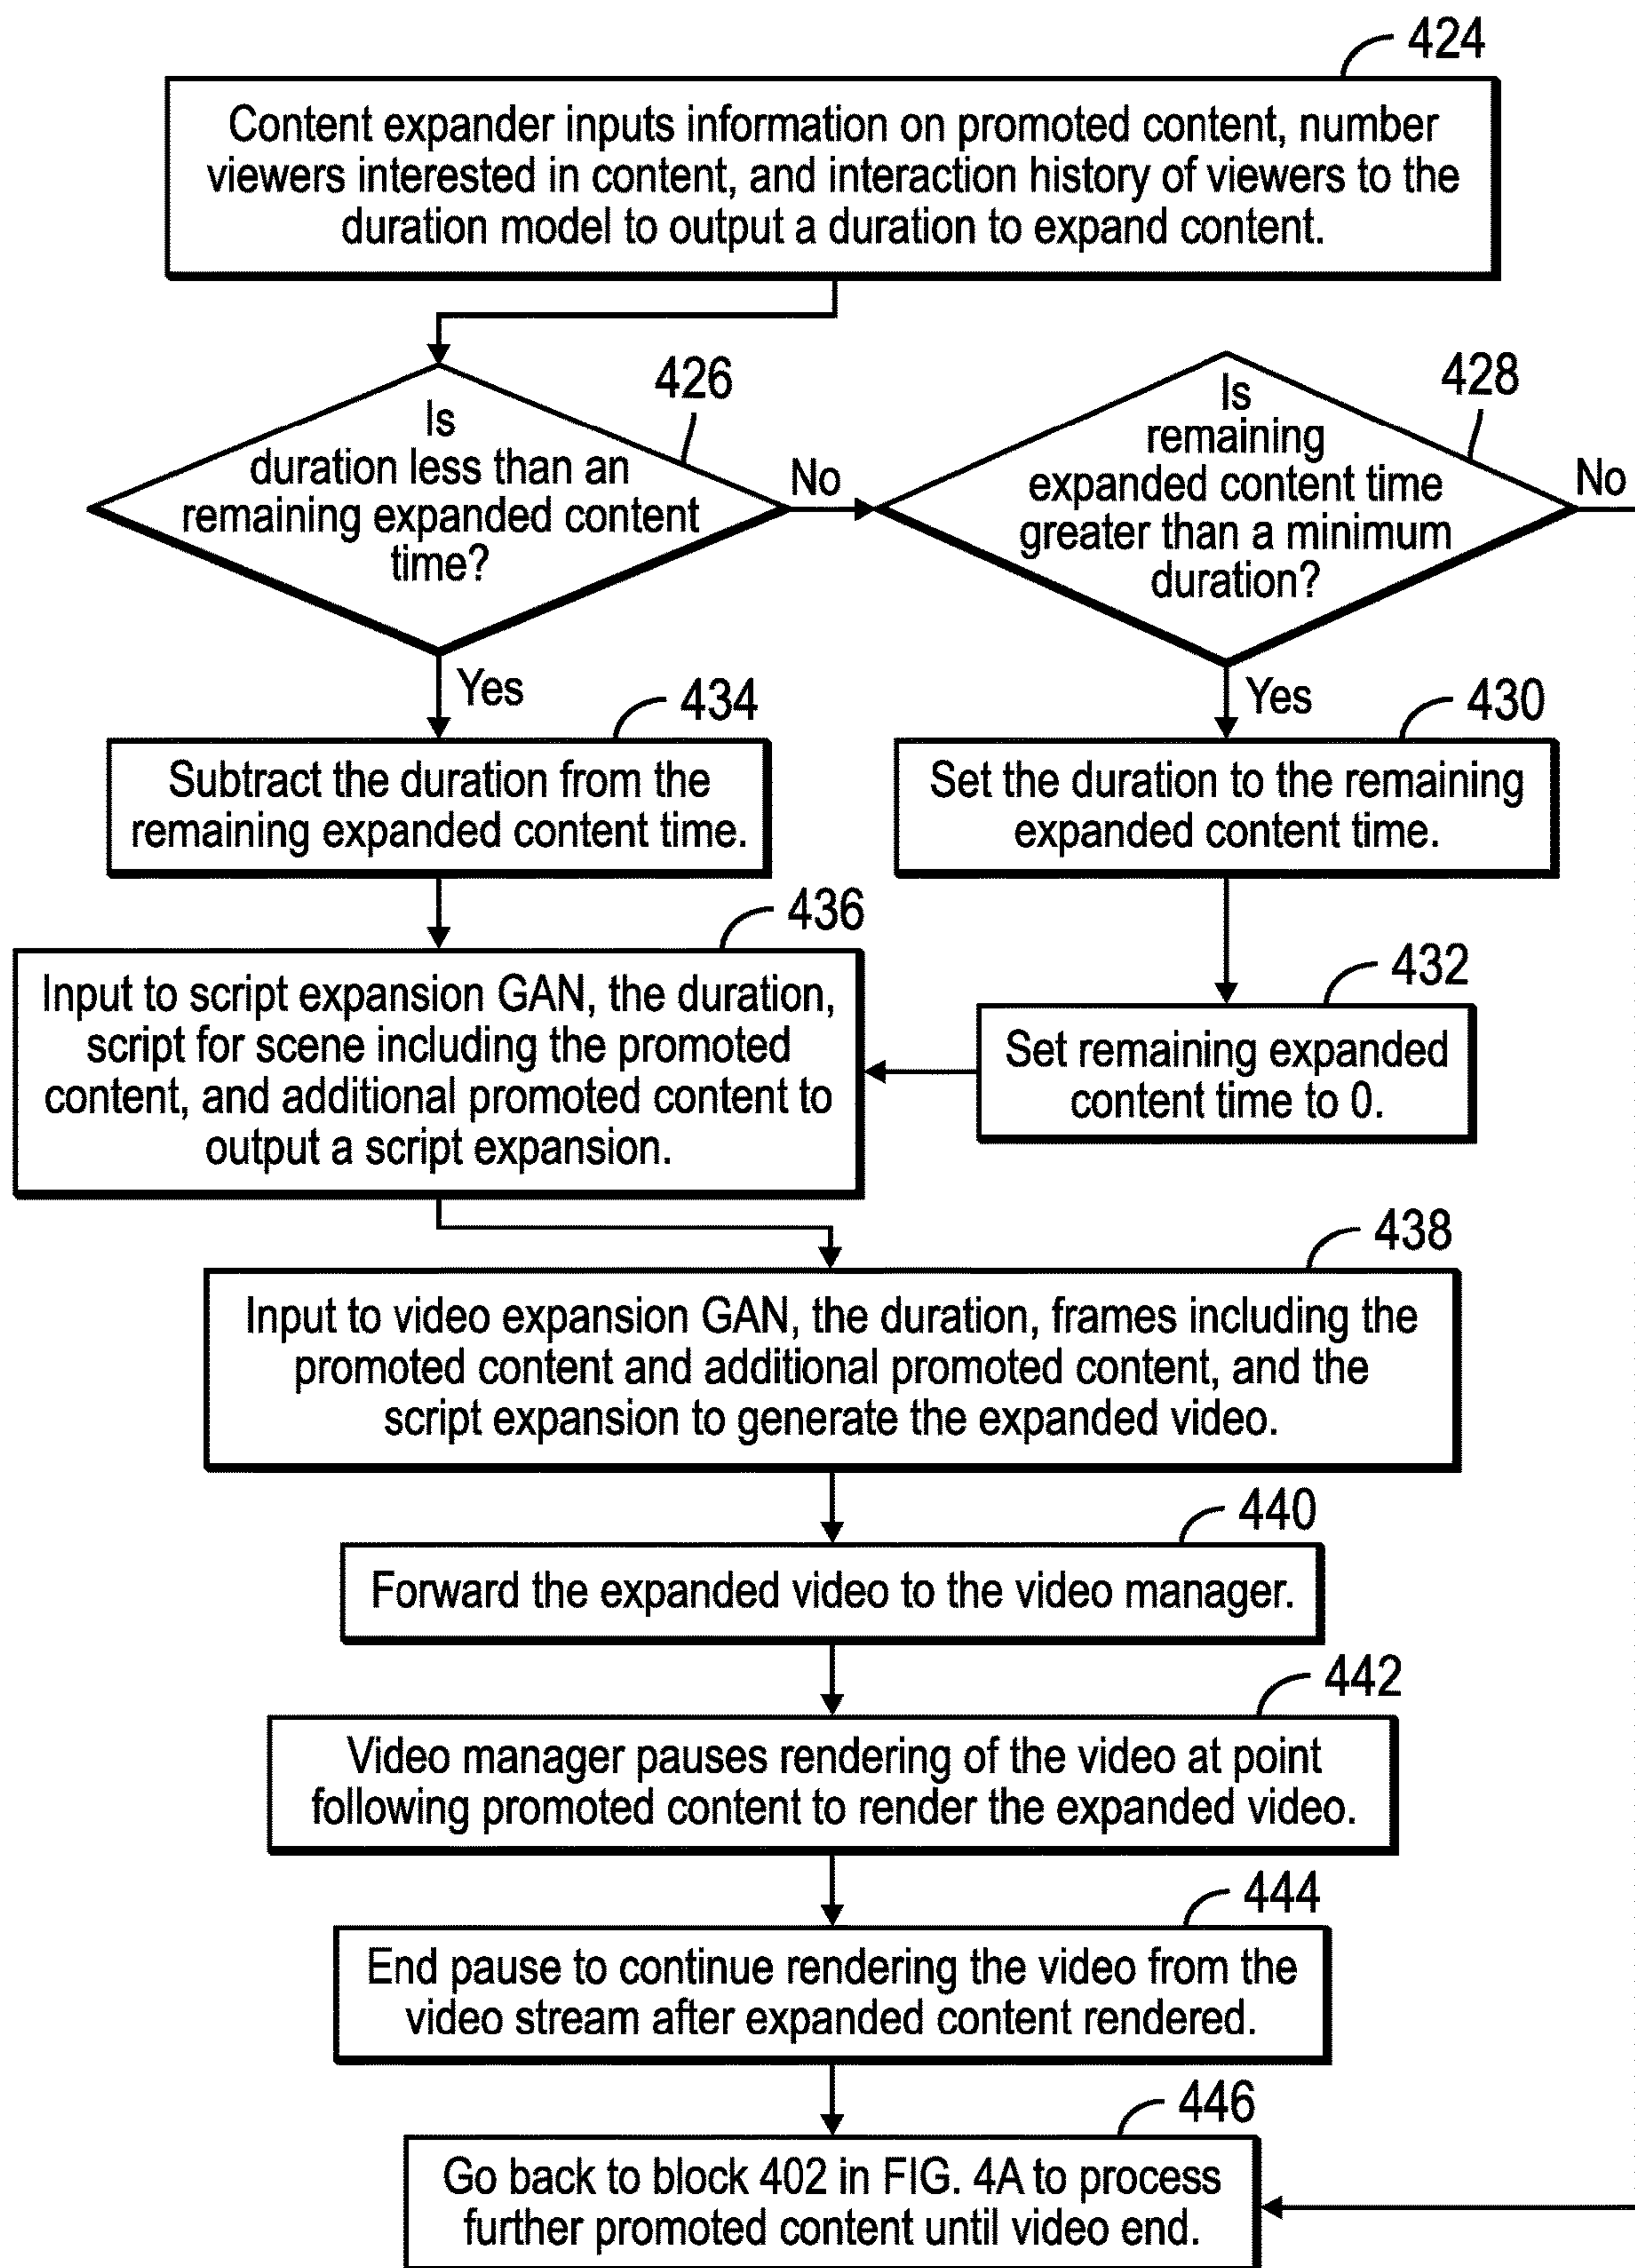 424
Content expander inputs information on promoted content, number
viewers interested in content, and interaction history of viewers to the
duration model to output a duration to expand content.
426
Is
duration less than an
remaining expanded content
time?
No
Yes
428
Is
remaining
expanded content time
greater than a minimum
duration?
No
Yes
434
Subtract the duration from the
remaining expanded content time.
430
Set the duration to the remaining
expanded content time.
436
Input to script expansion GAN, the duration,
script for scene including the promoted
content, and additional promoted content to
output a script expansion.
432
Set remaining expanded
content time to 0.
438
Input to video expansion GAN, the duration, frames including the
promoted content and additional promoted content, and the
script expansion to generate the expanded video.
440
Forward the expanded video to the video manager.
442
Video manager pauses rendering of the video at point
following promoted content to render the expanded video.
444
End pause to continue rendering the video from the
video stream after expanded content rendered.
446
Go back to block 402 in FIG. 4A to process
further promoted content until video end.